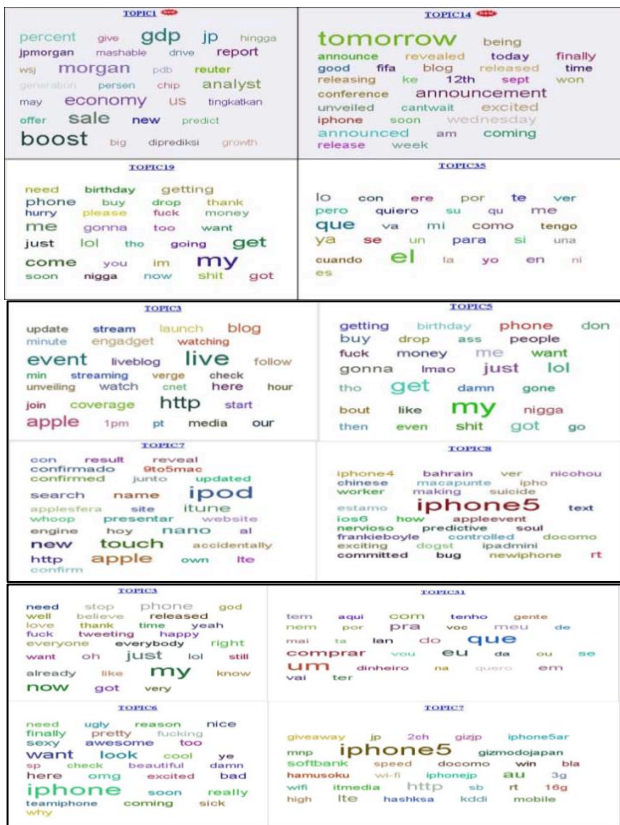 TOPIC1
percent give gdp jp hingga
jpmorgan mashable drive report
wsj morgan pdb reuter
generation persen chip analyst
may economy us tingkatkan
offer sale new predict
boost big diprediksi growth
TOPIC14
tomorrow being
announce revealed today finally
good fifa blog released time
releasing ke 12th sept won
conference announcement
unveiled cantwait excited
iphone soon wednesday
announced am coming
release week
TOPIC19
need birthday getting
phone buy drop thank
hurry please fuck money
me gonna too want
just lol tho going get
come you im my
soon nigga now shit got
TOPIC35
lo con ere por te ver
pero quiero su qu me
que va mi como tengo
ya se un para si una
cuando el la yo en ni
es
TOPIC3
update stream launch blog
minute engadget watching
event liveblog live follow
min streaming verge check
unveiling watch cnet here hour
join coverage http start
apple 1pm pt media our
TOPIC5
getting birthday phone don
buy drop ass people
fuck money me want
gonna lmao just lol
tho get damn gone
bout like my nigga
then even shit got go
TOPIC7
con result reveal
confirmado 9to5mac
confirmed junto updated
search name ipod
applesfera site itune
whoop presentar website
engine hoy nano al
new touch accidentally
http apple own lte
confirm
TOPIC8
iphone4 bahrain ver nicohou
chinese macapunte ipho
worker making suicide
estamo iphone5 text
ios6 how appleevent
nervioso predictive soul
frankieboyle controlled docomo
exciting dogst ipadmini
committed bug newiphone rt
TOPIC3
need stop phone god
well believe released
love thank time yeah
fuck tweeting happy
everyone everybody right
want oh just lol still
already like my know
now got very
TOPIC31
tem aqui com tenho gente
nem por pra voc meu de
mai ta lan do que
comprar vou eu da ou se
um dinheiro na quero em
vai ter
TOPIC6
need ugly reason nice
finally pretty fucking
sexy awesome too
want look cool ye
sp check beautiful damn
here omg excited bad
iphone soon really
teamiphone coming sick
why
TOPIC7
giveaway jp 2ch gizjp iphone5ar
mnp iphone5 gizmodojapan
softbank speed docomo win bla
hamusoku wi-fi iphonejp au 3g
wifi itmedia http sb rt 16g
high lte hashksa kddi mobile